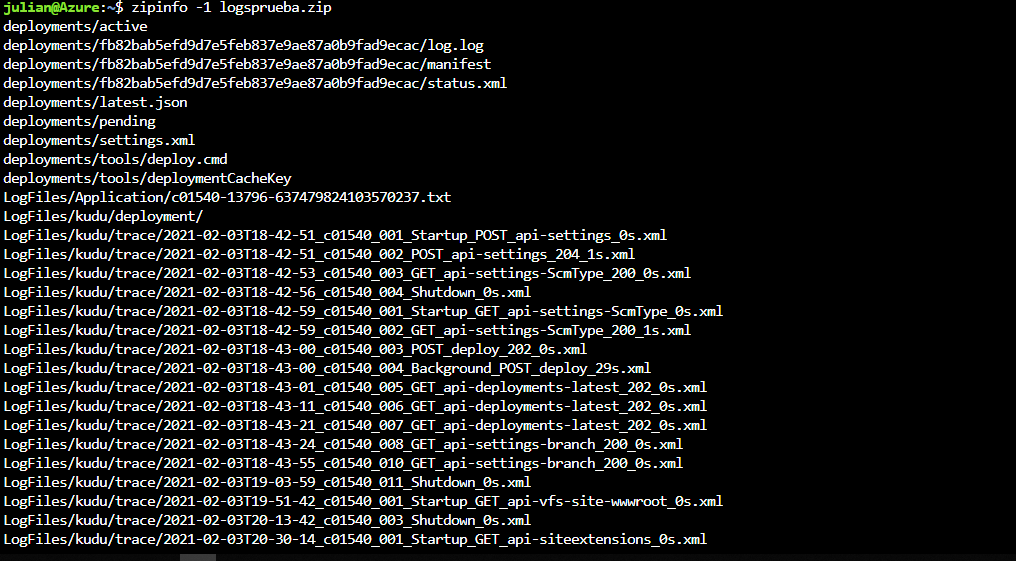 julian@Azure:~$ zipinfo -1 logsprueba.zip
deployments/active
deployments/fb82bab5efd9d7e5feb837e9ae87a0b9fad9ecac/log.log
deployments/fb82bab5efd9d7e5feb837e9ae87a0b9fad9ecac/manifest
deployments/fb82bab5efd9d7e5feb837e9ae87a0b9fad9ecac/status.xml
deployments/latest.json
deployments/pending
deployments/settings.xml
deployments/tools/deploy.cmd
deployments/tools/deploymentCacheKey
LogFiles/Application/c01540-13796-637479824103570237.txt
LogFiles/kudu/deployment/
LogFiles/kudu/trace/2021-02-03T18-42-51_c01540_001_Startup_POST_api-settings_0s.xml
LogFiles/kudu/trace/2021-02-03T18-42-51_c01540_002_POST_api-settings_204_1s.xml
LogFiles/kudu/trace/2021-02-03T18-42-53_c01540_003_GET_api-settings-ScmType_200_0s.xml
LogFiles/kudu/trace/2021-02-03T18-42-56_c01540_004_Shutdown_0s.xml
LogFiles/kudu/trace/2021-02-03T18-42-59_c01540_001_Startup_GET_api-settings-ScmType_0s.xml
LogFiles/kudu/trace/2021-02-03T18-42-59_c01540_002_GET_api-settings-ScmType_200_1s.xml
LogFiles/kudu/trace/2021-02-03T18-43-00_c01540_003_POST_deploy_202_0s.xml
LogFiles/kudu/trace/2021-02-03T18-43-00_c01540_004_Background_POST_deploy_29s.xml
LogFiles/kudu/trace/2021-02-03T18-43-01_c01540_005_GET_api-deployments-latest_202_0s.xml
LogFiles/kudu/trace/2021-02-03T18-43-11_c01540_006_GET_api-deployments-latest_202_0s.xml
LogFiles/kudu/trace/2021-02-03T18-43-21_c01540_007_GET_api-deployments-latest_202_0s.xml
LogFiles/kudu/trace/2021-02-03T18-43-24_c01540_008_GET_api-settings-branch_200_0s.xml
LogFiles/kudu/trace/2021-02-03T18-43-55_c01540_010_GET_api-settings-branch_200_0s.xml
LogFiles/kudu/trace/2021-02-03T19-03-59_c01540_011_Shutdown_0s.xml
LogFiles/kudu/trace/2021-02-03T19-51-42_c01540_001_Startup_GET_api-vfs-site-wwwroot_0s.xml
LogFiles/kudu/trace/2021-02-03T20-13-42_c01540_003_Shutdown_0s.xml
LogFiles/kudu/trace/2021-02-03T20-30-14_c01540_001_Startup_GET_api-siteextensions_0s.xml